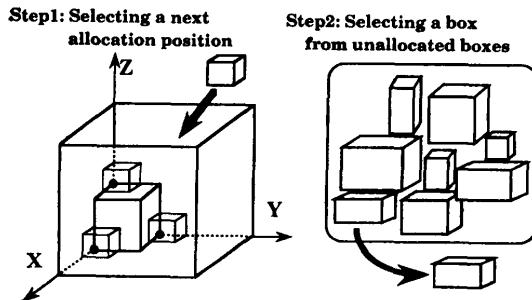 Step1: Selecting a next
allocation position
Step2: Selecting a box
from unallocated boxes
Z
Y
X